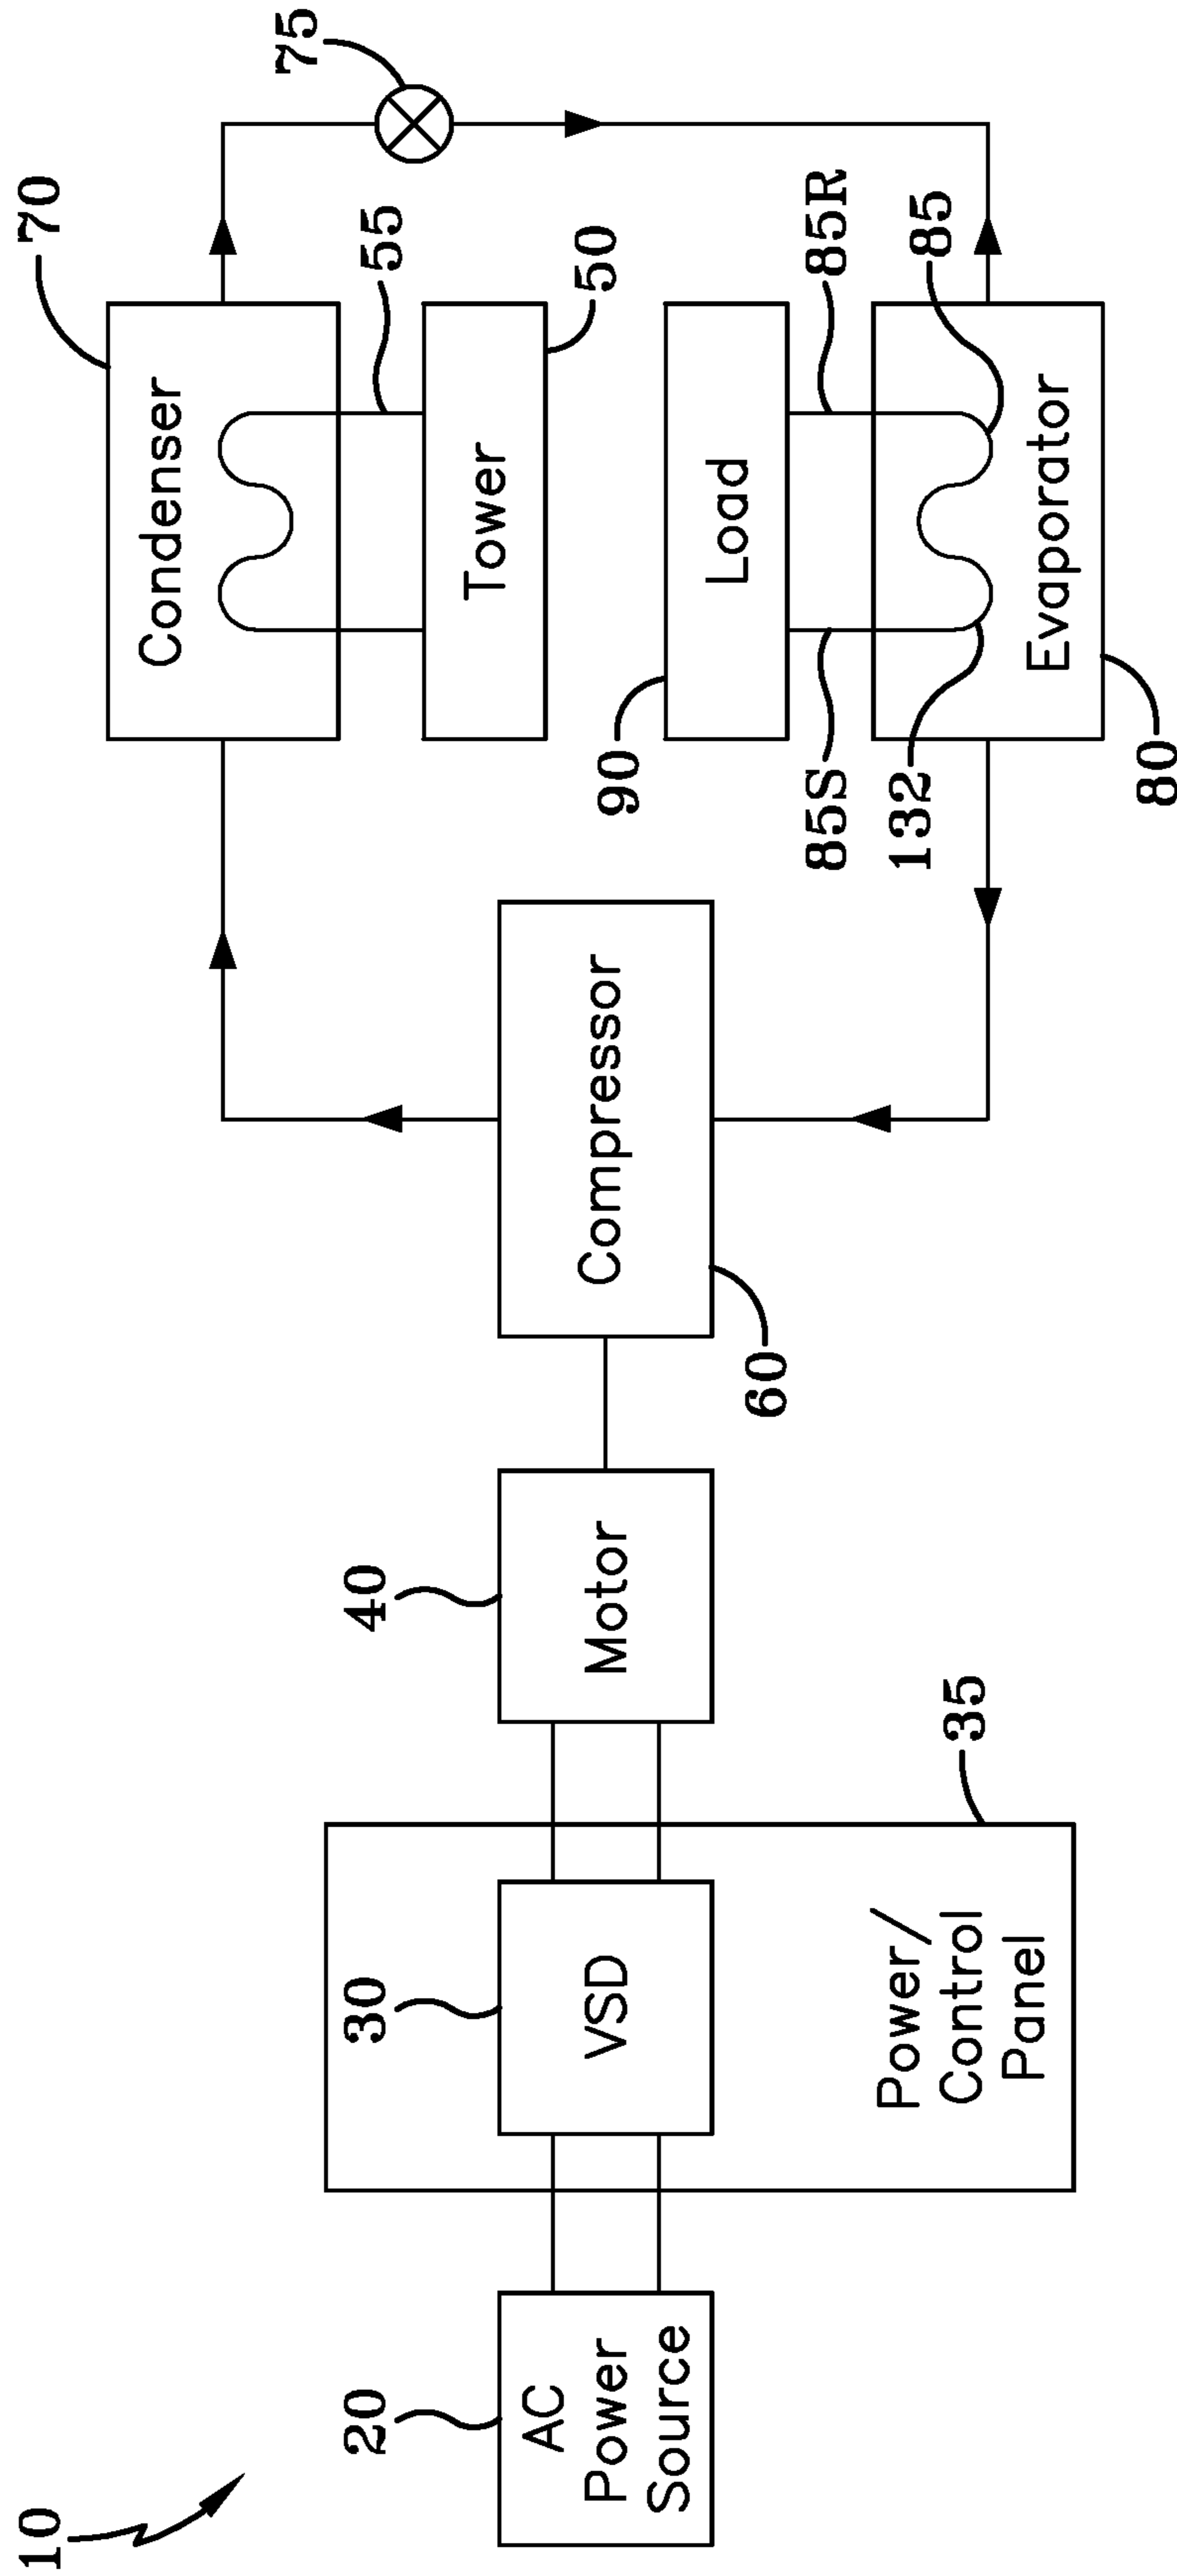 10
20
AC
Power
Source
30
VSD
Power/
Control
Panel
35
40
Motor
Compressor
60
70
Condenser
55
Tower
50
75
90
Load
85S
85R
132
85
Evaporator
80